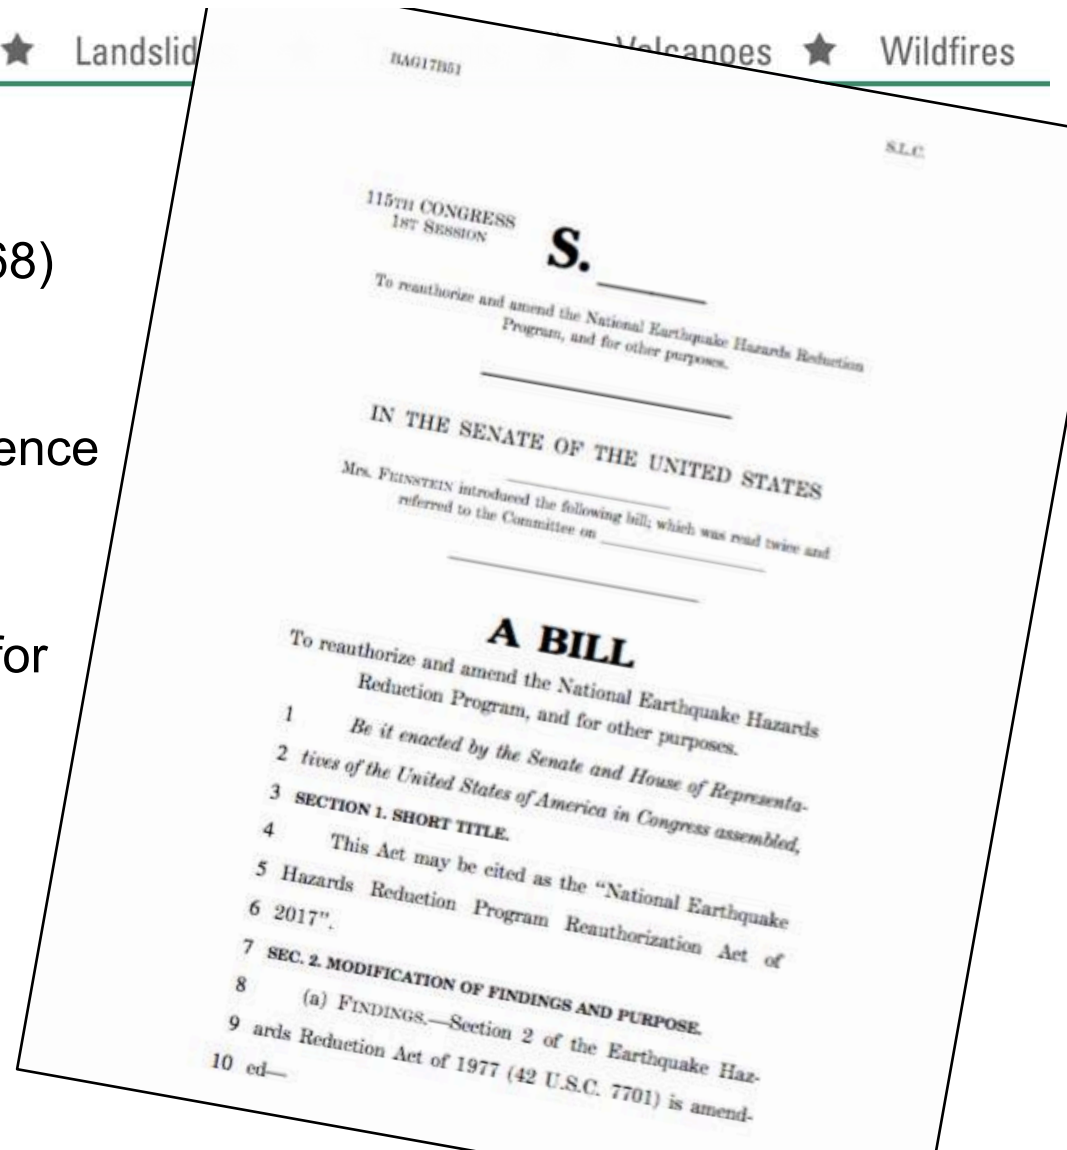 ★ Landslid Volcanoes ★ Wildfires
68)
ence
for
BAG17B51
S.L.C.
115TH CONGRESS
1ST SESSION
S. ______
To reauthorize and amend the National Earthquake Hazards Reduction
Program, and for other purposes.
IN THE SENATE OF THE UNITED STATES
Mrs. FEINSTEIN introduced the following bill; which was read twice and
referred to the Committee on ______________
A BILL
To reauthorize and amend the National Earthquake Hazards
Reduction Program, and for other purposes.
1 Be it enacted by the Senate and House of Representa-
2 tives of the United States of America in Congress assembled,
3 SECTION 1. SHORT TITLE.
4 This Act may be cited as the “National Earthquake
5 Hazards Reduction Program Reauthorization Act of
6 2017”.
7 SEC. 2. MODIFICATION OF FINDINGS AND PURPOSE.
8 (a) FINDINGS.—Section 2 of the Earthquake Haz-
9 ards Reduction Act of 1977 (42 U.S.C. 7701) is amend-
10 ed—